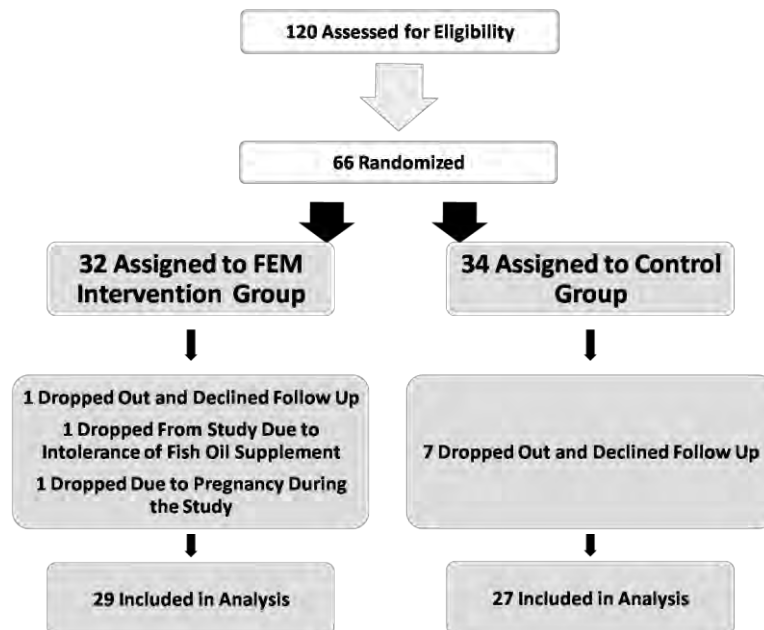 120 Assessed for Eligibility
66 Randomized
32 Assigned to FEM
Intervention Group
34 Assigned to Control
Group
1 Dropped Out and Declined Follow Up
1 Dropped From Study Due to
Intolerance of Fish Oil Supplement
1 Dropped Due to Pregnancy During
the Study
7 Dropped Out and Declined Follow Up
29 Included in Analysis
27 Included in Analysis